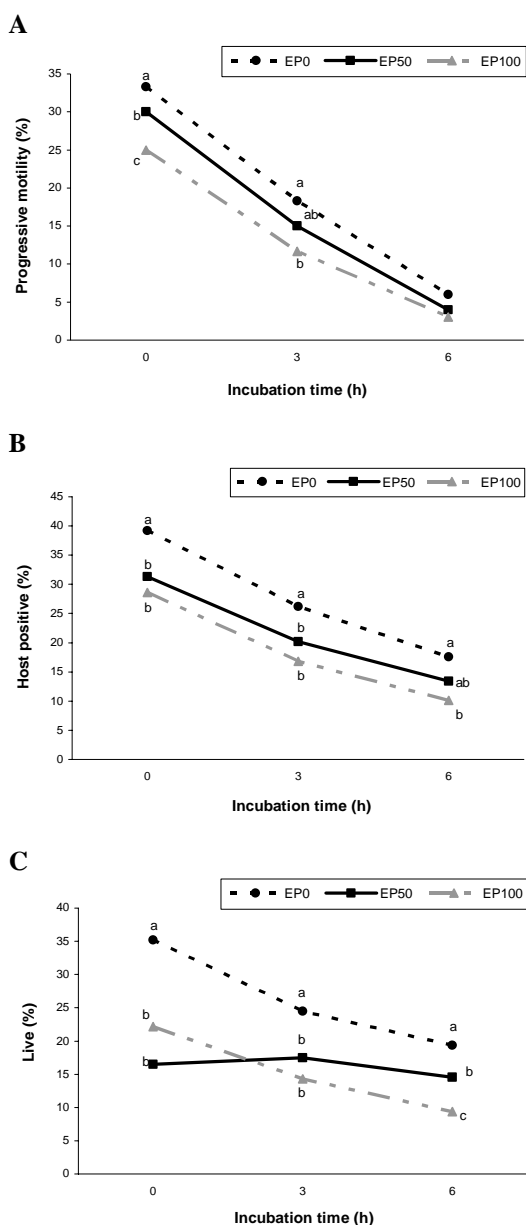 A
EP0 EP50 EP100
Progressive motility (%)
35
30
25
20
15
10
5
0
a
b
c
a
ab
b
0 3 6
Incubation time (h)
B
EP0 EP50 EP100
Host positive (%)
45
40
35
30
25
20
15
10
5
0
a
b
b
a
b
b
a
ab
b
0 3 6
Incubation time (h)
C
EP0 EP50 EP100
Live (%)
40
35
30
25
20
15
10
5
0
a
b
b
a
b
b
a
b
c
0 3 6
Incubation time (h)